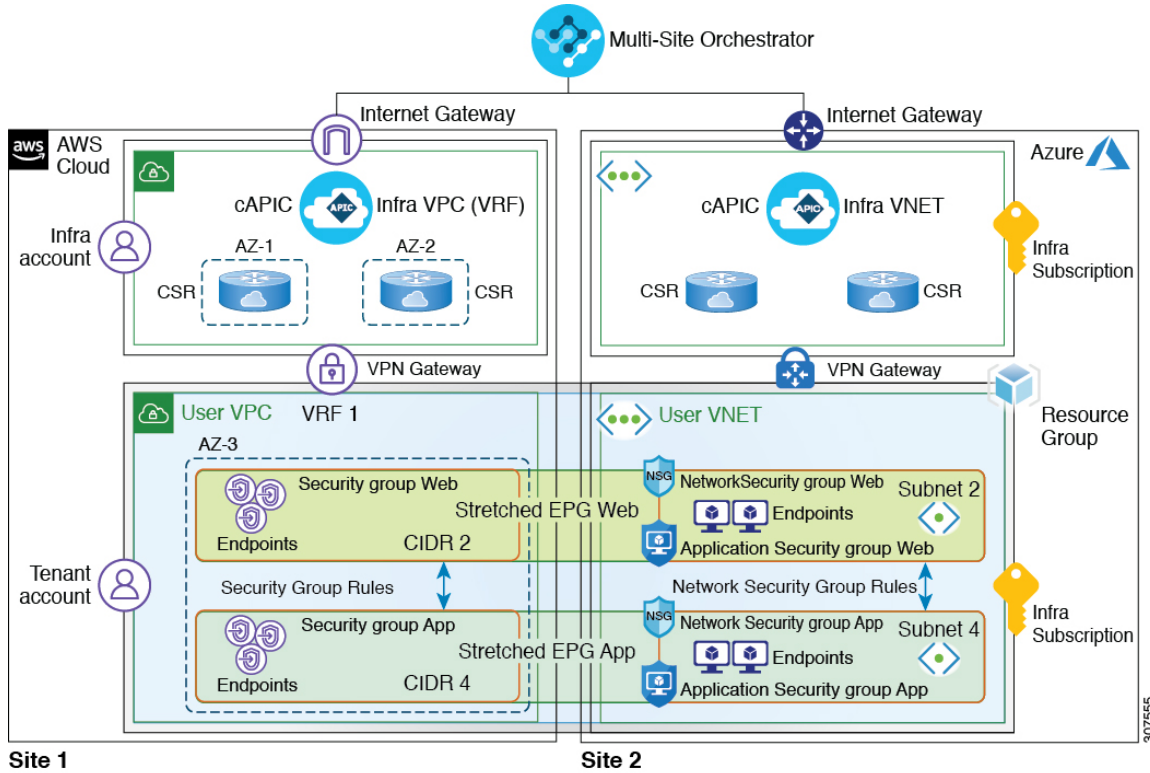 Multi-Site Orchestrator
Internet Gateway
Internet Gateway
aws
AWS
Cloud
Azure
cAPIC
APIC
Infra VPC (VRF)
cAPIC
APIC
Infra VNET
Infra
account
AZ-1
AZ-2
CSR
CSR
CSR
CSR
Infra
Subscription
VPN Gateway
VPN Gateway
User VPC
VRF 1
User VNET
Resource
Group
AZ-3
Security group Web
Endpoints
CIDR 2
Stretched EPG Web
NSG
NetworkSecurity group Web
Subnet 2
Endpoints
Application Security group Web
Tenant
account
Security Group Rules
Network Security Group Rules
Infra
Subscription
Security group App
Endpoints
CIDR 4
Stretched EPG App
NSG
Network Security group App
Subnet 4
Endpoints
Application Security group App
Site 1
Site 2
307555